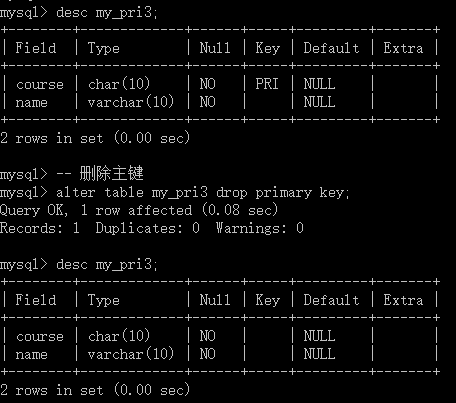 mysql> desc my_pri3;
+--------+-------------+------+-----+---------+-------+
| Field  | Type        | Null | Key | Default | Extra |
+--------+-------------+------+-----+---------+-------+
| course | char(10)    | NO   | PRI | NULL    |       |
| name   | varchar(10) | NO   |     | NULL    |       |
+--------+-------------+------+-----+---------+-------+
2 rows in set (0.00 sec)
mysql> -- 删除主键
mysql> alter table my_pri3 drop primary key;
Query OK, 1 row affected (0.08 sec)
Records: 1  Duplicates: 0  Warnings: 0
mysql> desc my_pri3;
+--------+-------------+------+-----+---------+-------+
| Field  | Type        | Null | Key | Default | Extra |
+--------+-------------+------+-----+---------+-------+
| course | char(10)    | NO   |     | NULL    |       |
| name   | varchar(10) | NO   |     | NULL    |       |
+--------+-------------+------+-----+---------+-------+
2 rows in set (0.00 sec)